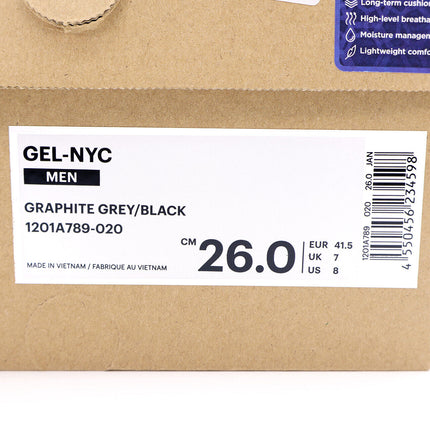 Long-term cushion
High-level breatha
Moisture managem
Lightweight comfo
GEL-NYC
MEN
GRAPHITE GREY/BLACK
1201A789-020
MADE IN VIETNAM / FABRIQUE AU VIETNAM
CM 26.0
EUR 41.5
UK 7
US 8
1201A789 020 26.0 JAN
4 550456 234598